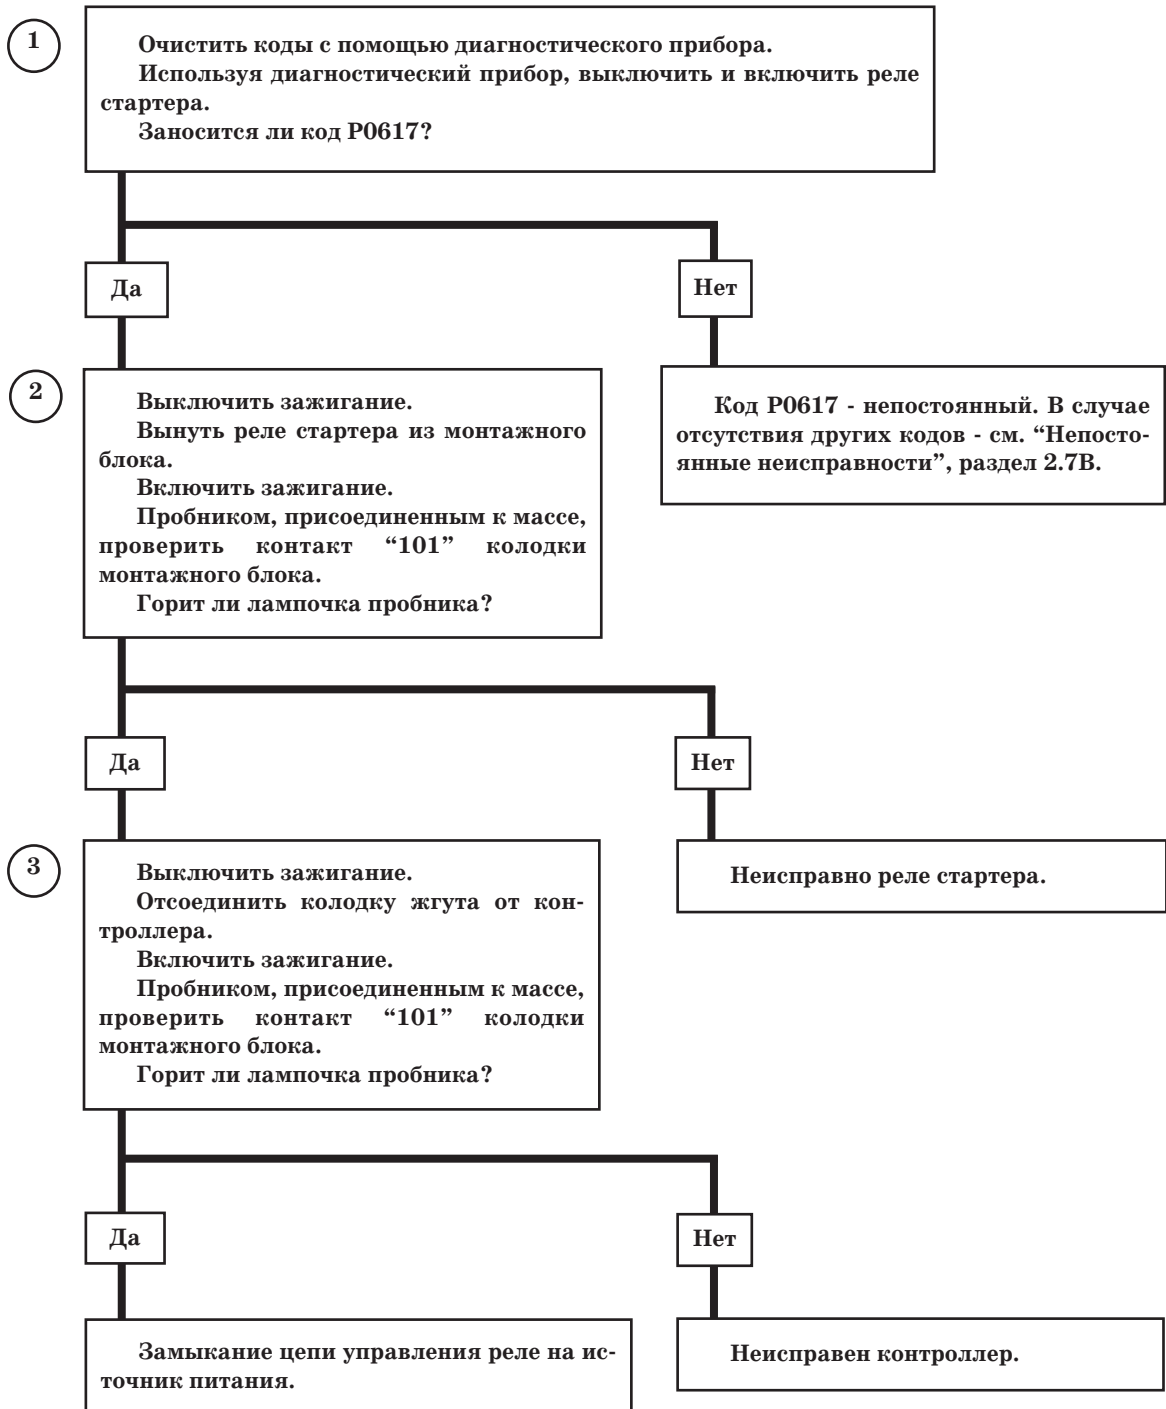 1
Очистить коды с помощью диагностического прибора.
Используя диагностический прибор, выключить и включить реле
стартера.
Заносится ли код P0617?
Да
Нет
2
Выключить зажигание.
Вынуть реле стартера из монтажного
блока.
Включить зажигание.
Пробником, присоединенным к массе,
проверить контакт “101” колодки
монтажного блока.
Горит ли лампочка пробника?
Код P0617 - непостоянный. В случае
отсутствия других кодов - см. “Непосто-
янные неисправности”, раздел 2.7В.
Да
Нет
3
Выключить зажигание.
Отсоединить колодку жгута от кон-
троллера.
Включить зажигание.
Пробником, присоединенным к массе,
проверить контакт “101” колодки
монтажного блока.
Горит ли лампочка пробника?
Неисправно реле стартера.
Да
Нет
Замыкание цепи управления реле на ис-
точник питания.
Неисправен контроллер.